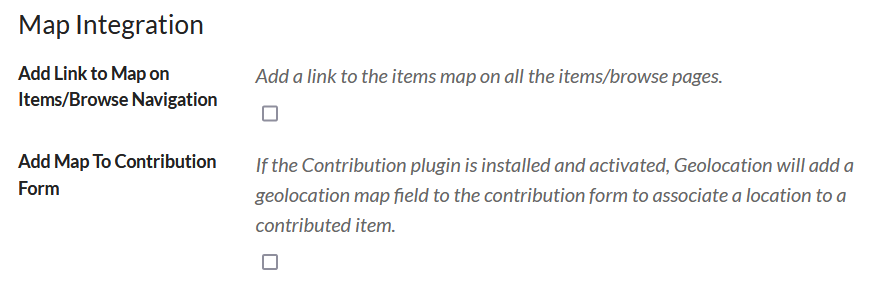 Map Integration
Add Link to Map on
Items/Browse Navigation
Add a link to the items map on all the items/browse pages.
Add Map To Contribution
Form
If the Contribution plugin is installed and activated, Geolocation will add a
geolocation map field to the contribution form to associate a location to a
contributed item.